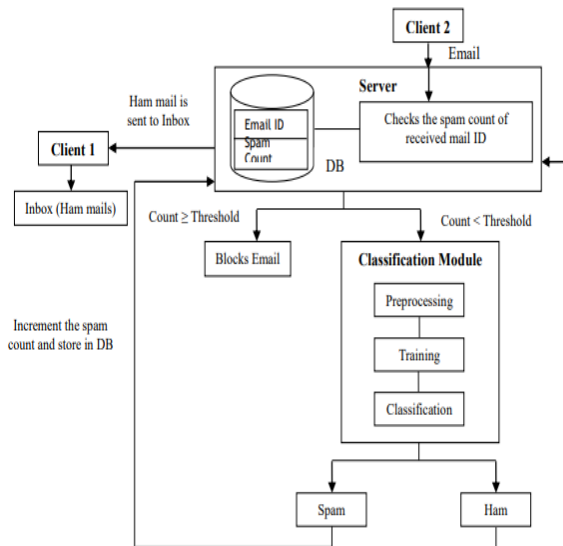 Client 2
Email
Server
Ham mail is
sent to Inbox
Email ID
Spam
Count
Checks the spam count of
received mail ID
Client 1
DB
Inbox (Ham mails)
Count ≥ Threshold
Count < Threshold
Blocks Email
Classification Module
Preprocessing
Increment the spam
count and store in DB
Training
Classification
Spam
Ham